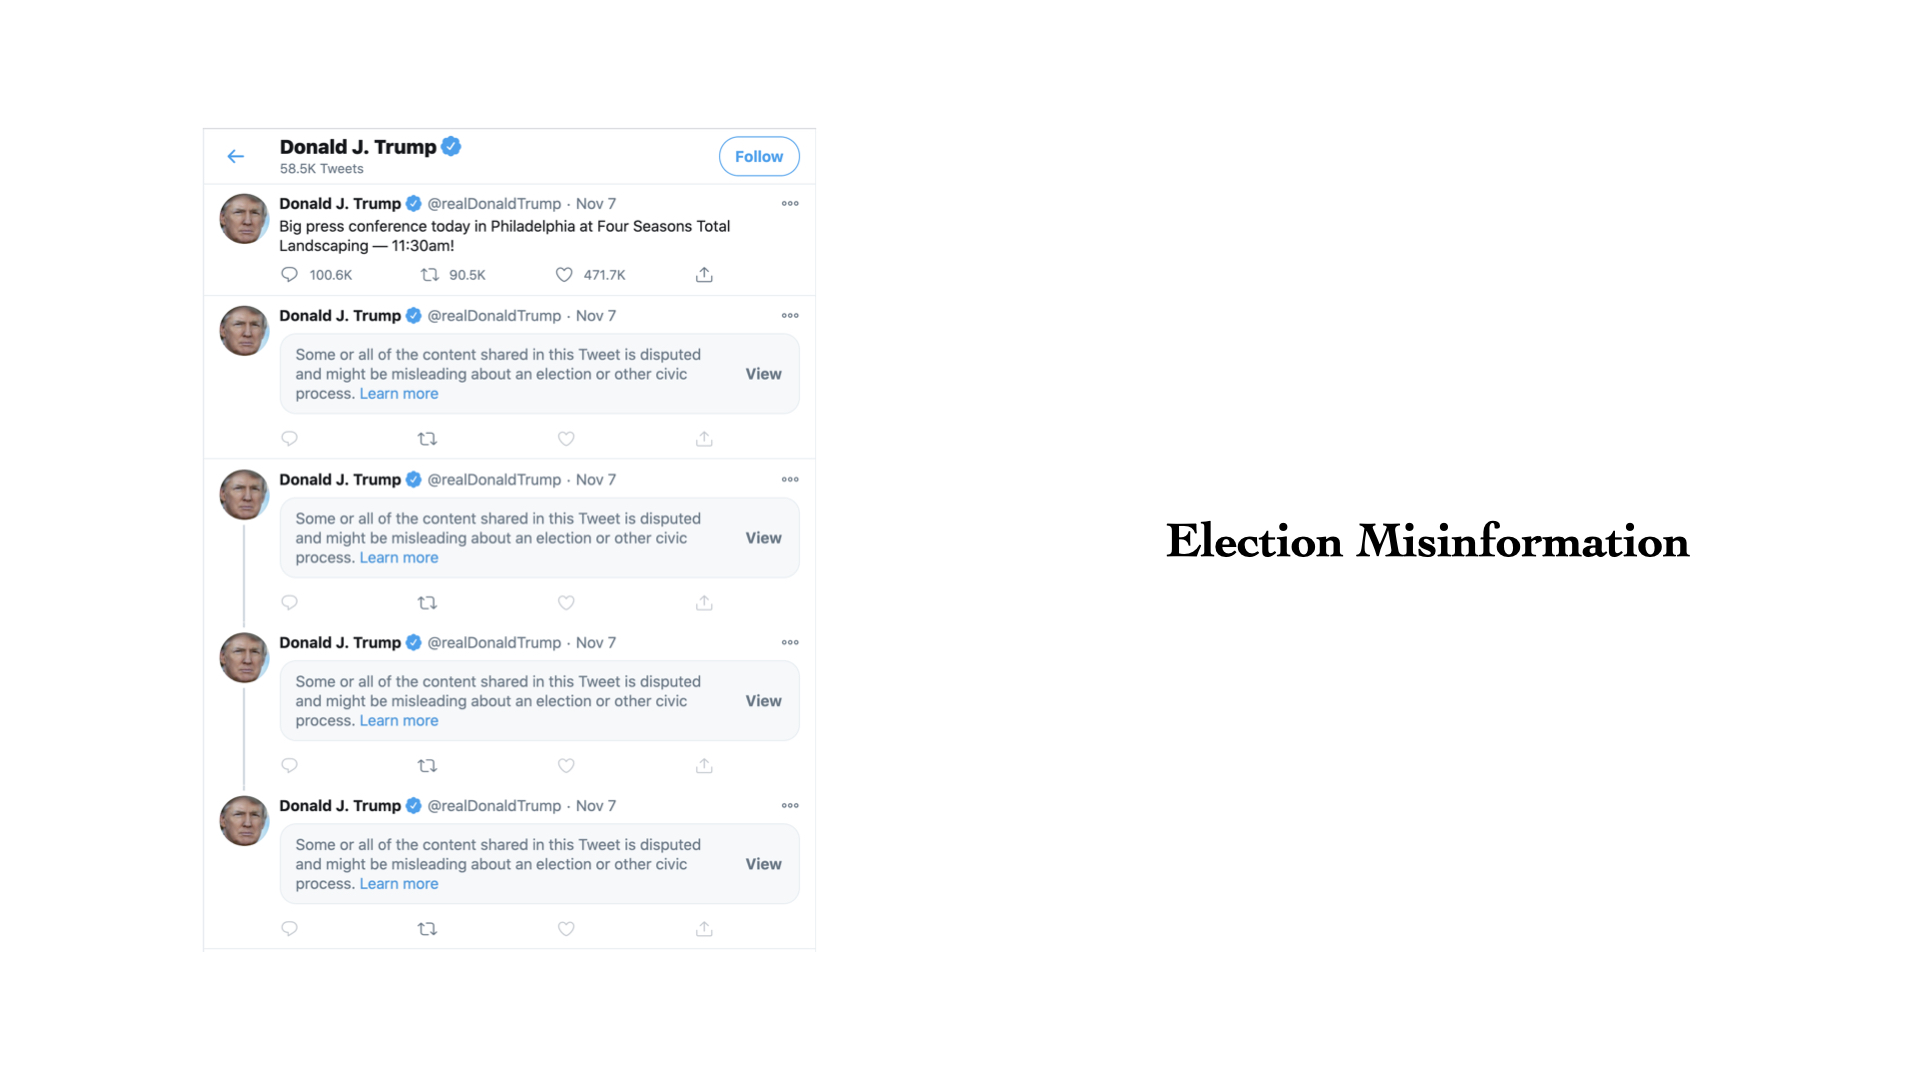 Donald J. Trump
58.5K Tweets
Follow
Donald J. Trump @realDonaldTrump · Nov 7
Big press conference today in Philadelphia at Four Seasons Total
Landscaping — 11:30am!
100.6K 90.5K 471.7K
Donald J. Trump @realDonaldTrump · Nov 7
Some or all of the content shared in this Tweet is disputed
and might be misleading about an election or other civic
process. Learn more
View
Donald J. Trump @realDonaldTrump · Nov 7
Some or all of the content shared in this Tweet is disputed
and might be misleading about an election or other civic
process. Learn more
View
Donald J. Trump @realDonaldTrump · Nov 7
Some or all of the content shared in this Tweet is disputed
and might be misleading about an election or other civic
process. Learn more
View
Donald J. Trump @realDonaldTrump · Nov 7
Some or all of the content shared in this Tweet is disputed
and might be misleading about an election or other civic
process. Learn more
View
Election Misinformation